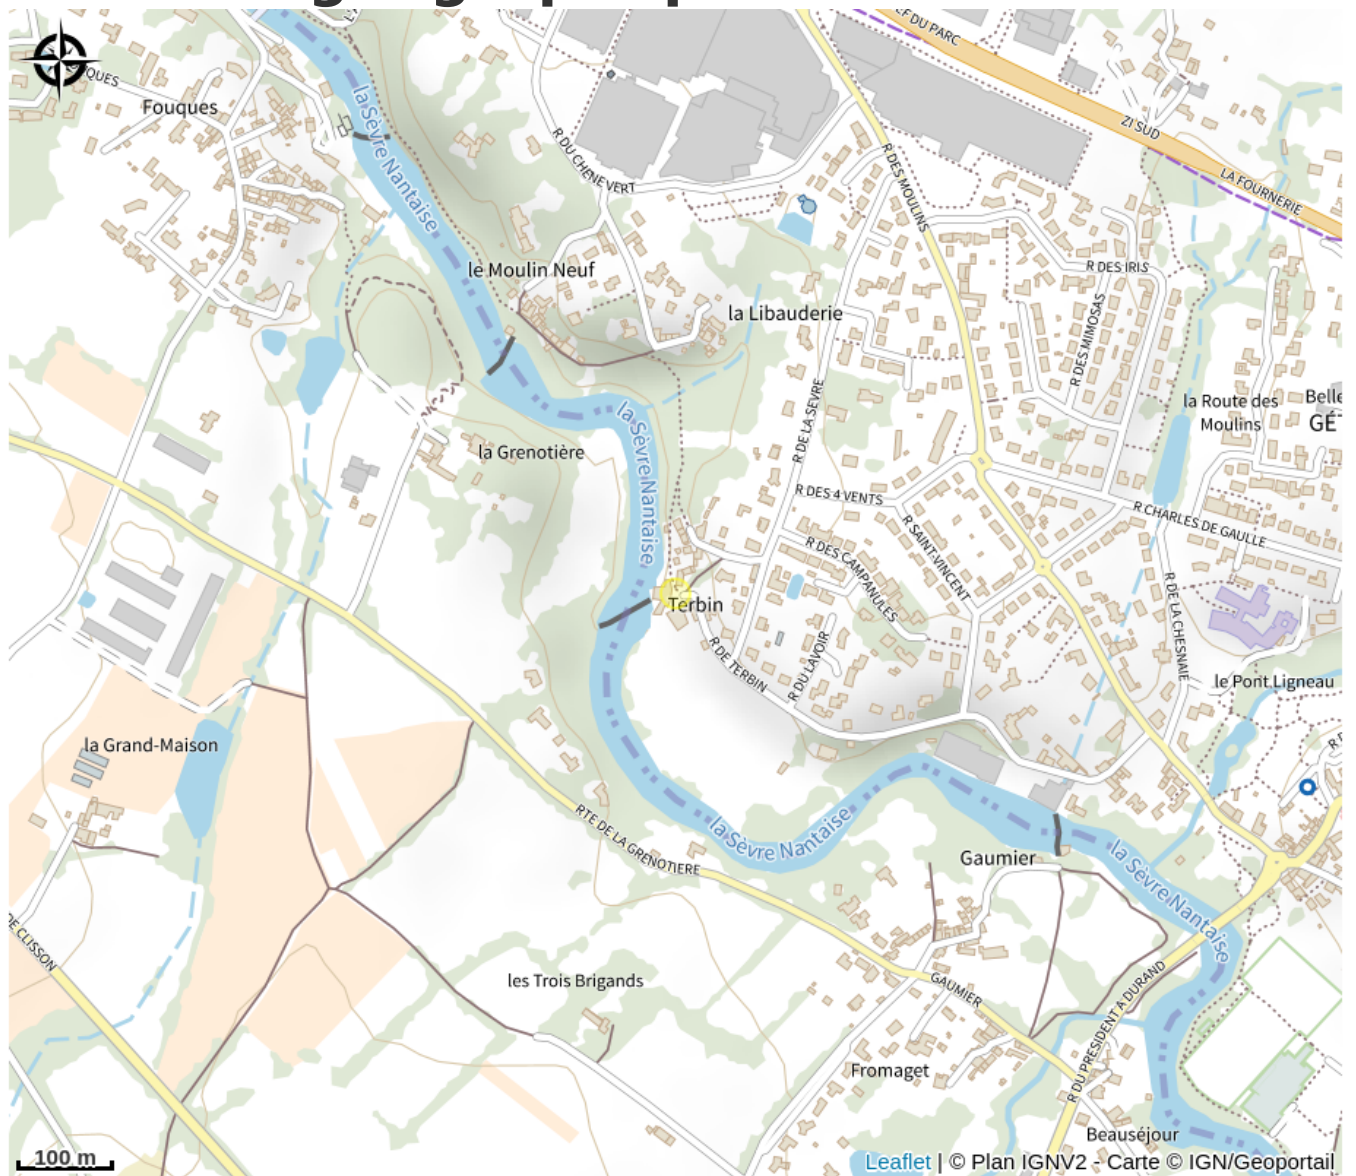 F DU PARC
QUES
Fouques
ZI SUD
la Sèvre Nantaise
R DU CHENE VERT
R DES MOULINS
LA FOURNERIE
le Moulin Neuf
R DES IRIS
la Libauderie
R DES MIMOSAS
la Route des
Moulins
Belle
GÉ
R DE LA SEVRE
la Sèvre Nantaise
la Grenotière
R DES 4 VENTS
R CHARLES DE GAULLE
R SAINT-VINCENT
R DES CAMPANULES
Terbin
R DE LA CHESNAIE
R DE TERBIN
R DU LAVOIR
le Pont Ligneau
la Grand-Maison
RTE DE LA GRENOTIERE
la Sèvre Nantaise
Gaumier
la Sèvre Nantaise
DE CLISSON
les Trois Brigands
GAUMIER
R DU PRESIDENT A DURAND
Fromaget
Beauséjour
100 m
Leaflet | © Plan IGNV2 - Carte © IGN/Geoportail